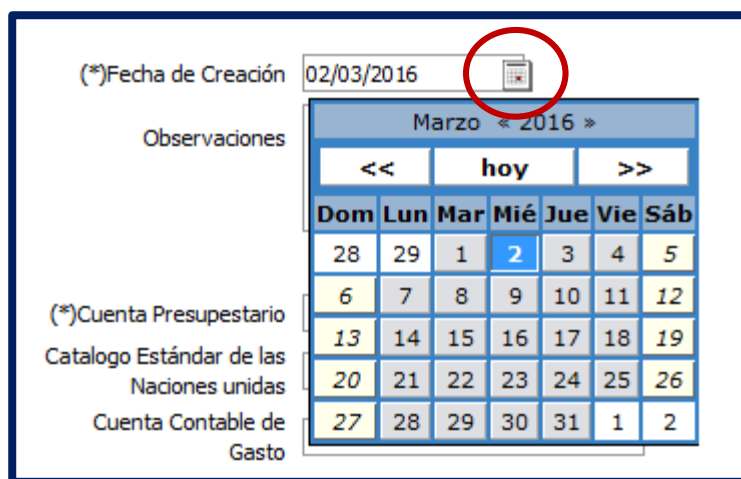 (*)Fecha de Creación 02/03/2016
Observaciones
Marzo « 2016 »
<< hoy >>
Dom Lun Mar Mié Jue Vie Sáb
28 29 1 2 3 4 5
6 7 8 9 10 11 12
13 14 15 16 17 18 19
20 21 22 23 24 25 26
27 28 29 30 31 1 2
(*)Cuenta Presupestario
Catalogo Estándar de las
Naciones unidas
Cuenta Contable de
Gasto